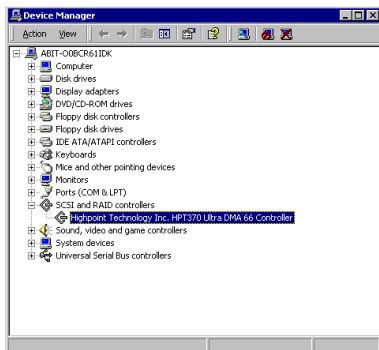 Device Manager
Action View
ABIT-O0BCR61IDK
Computer
Disk drives
Display adapters
DVD/CD-ROM drives
Floppy disk controllers
Floppy disk drives
IDE ATA/ATAPI controllers
Keyboards
Mice and other pointing devices
Monitors
Ports (COM & LPT)
SCSI and RAID controllers
Highpoint Technology Inc. HPT370 Ultra DMA 66 Controller
Sound, video and game controllers
System devices
Universal Serial Bus controllers